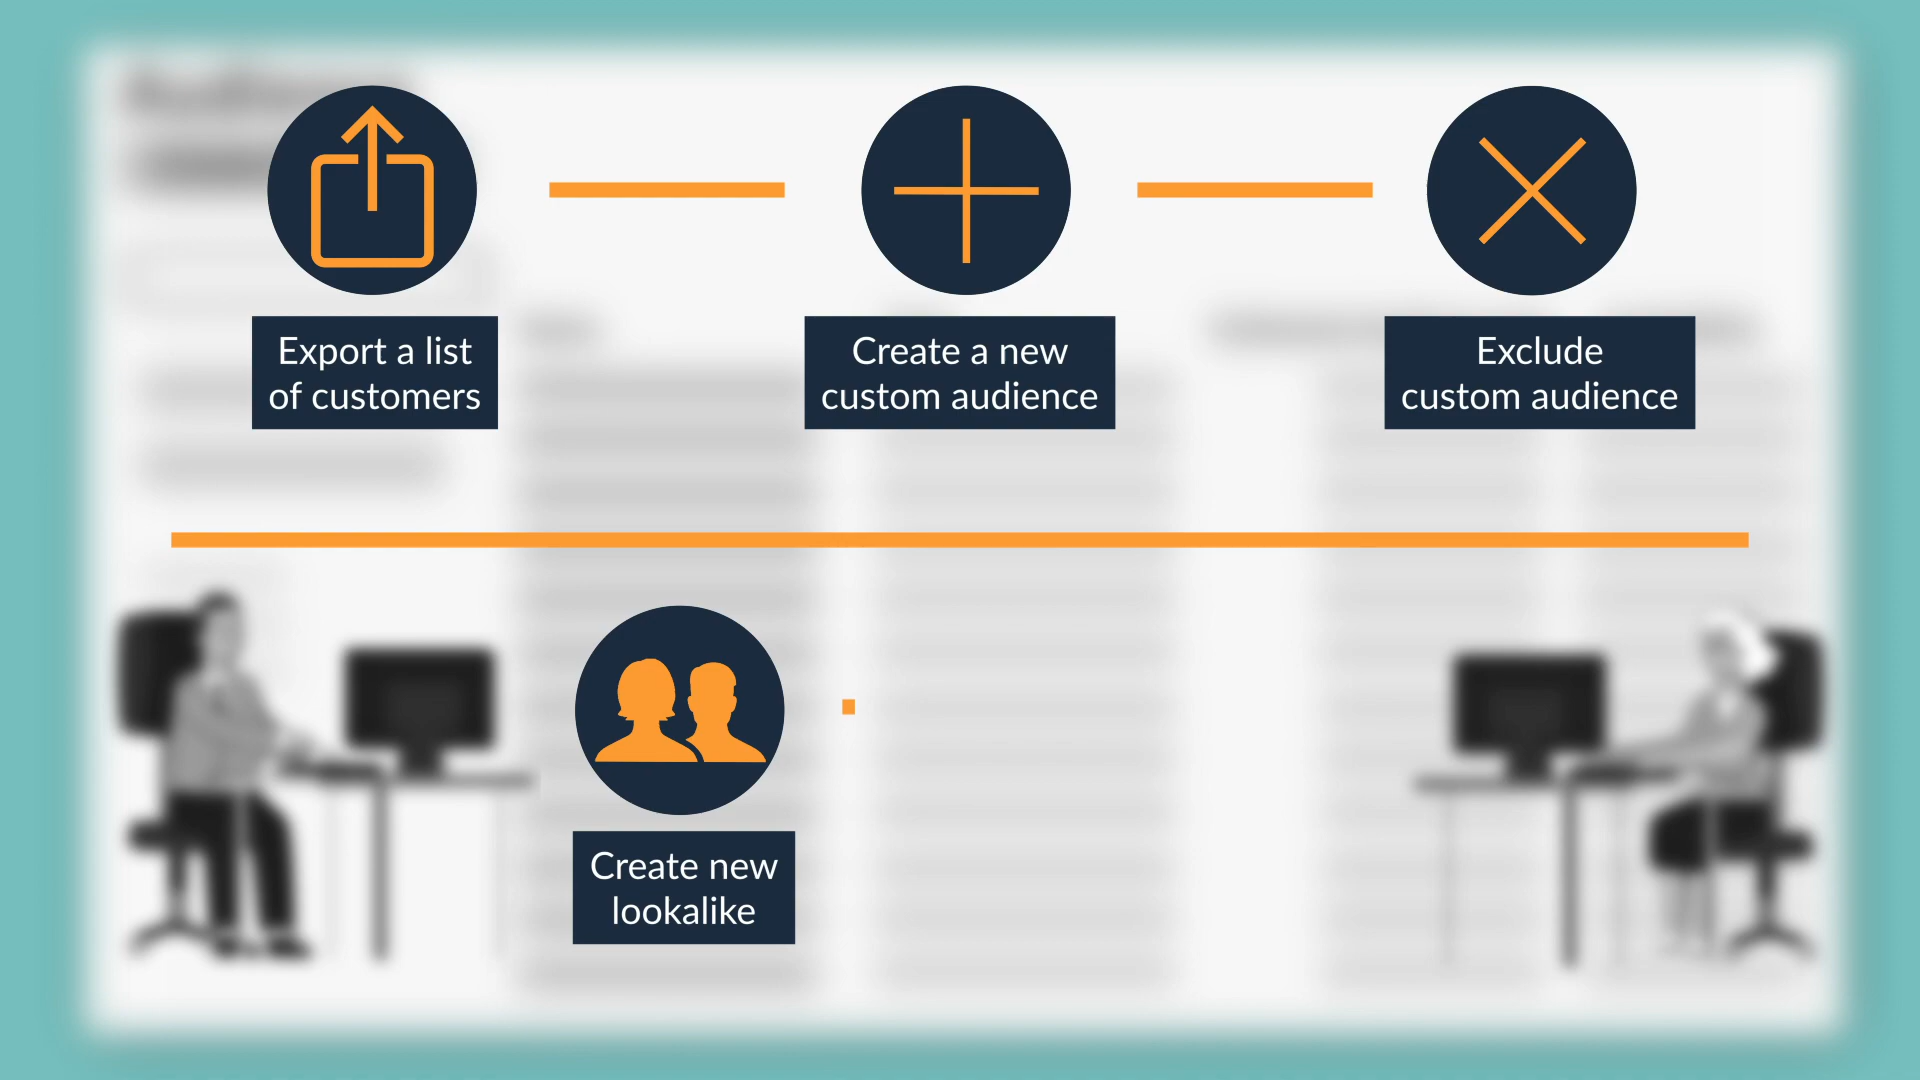 Export a list
of customers
Create a new
custom audience
Exclude
custom audience
Create new
lookalike